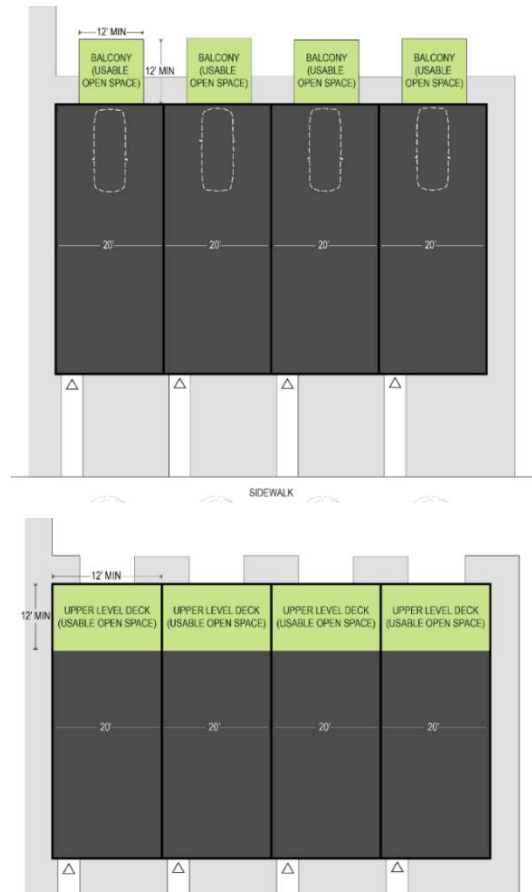 12' MIN
BALCONY BALCONY BALCONY BALCONY
(USABLE 12' MIN (USABLE (USABLE (USABLE
OPEN SPACE) OPEN SPACE) OPEN SPACE) OPEN SPACE)
20' 20' 20' 20'
SIDEWALK
12' MIN
12' MIN
UPPER LEVEL DECK UPPER LEVEL DECK UPPER LEVEL DECK UPPER LEVEL DECK
(USABLE OPEN SPACE) (USABLE OPEN SPACE) (USABLE OPEN SPACE) (USABLE OPEN SPACE)
20' 20' 20' 20'